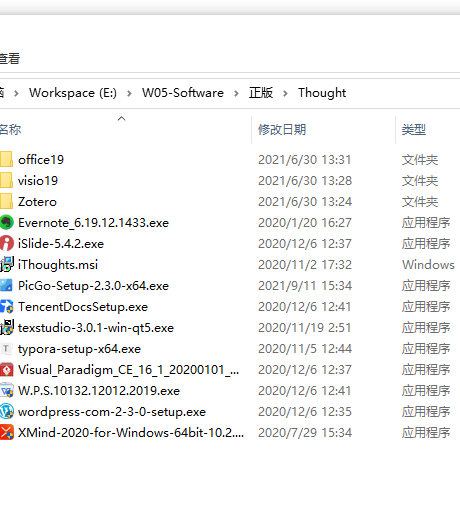 查看
Workspace (E:) › W05-Software › 正版 › Thought
名称 修改日期 类型
office19 2021/6/30 13:31 文件夹
visio19 2021/6/30 13:28 文件夹
Zotero 2021/6/30 13:24 文件夹
Evernote_6.19.12.1433.exe 2020/1/20 16:27 应用程序
iSlide-5.4.2.exe 2020/12/6 12:37 应用程序
iThoughts.msi 2020/11/2 17:32 Windows
PicGo-Setup-2.3.0-x64.exe 2021/9/11 15:34 应用程序
TencentDocsSetup.exe 2020/12/6 12:41 应用程序
texstudio-3.0.1-win-qt5.exe 2020/11/19 2:51 应用程序
typora-setup-x64.exe 2020/11/5 12:44 应用程序
Visual_Paradigm_CE_16_1_20200101_... 2020/12/6 12:37 应用程序
W.P.S.10132.12012.2019.exe 2020/12/6 12:41 应用程序
wordpress-com-2-3-0-setup.exe 2020/12/6 12:35 应用程序
XMind-2020-for-Windows-64bit-10.2.... 2020/7/29 15:34 应用程序